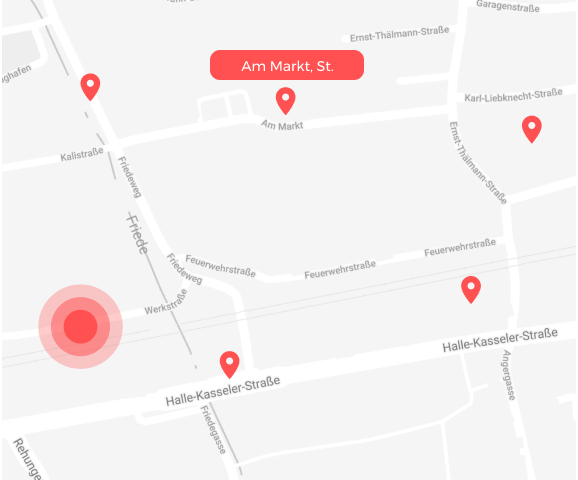 Garagenstraße
Ernst-Thälmann-Straße
Am Markt, St.
Karl-Liebknecht-Straße
Am Markt
Ernst-Thälmann-Straße
Kalistraße
Friedeweg
Friede
Feuerwehrstraße
Friedeweg
Feuerwehrstraße
Feuerwehrstraße
Werkstraße
Halle-Kasseler-Straße
Halle-Kasseler-Straße
Angergasse
Friedegasse